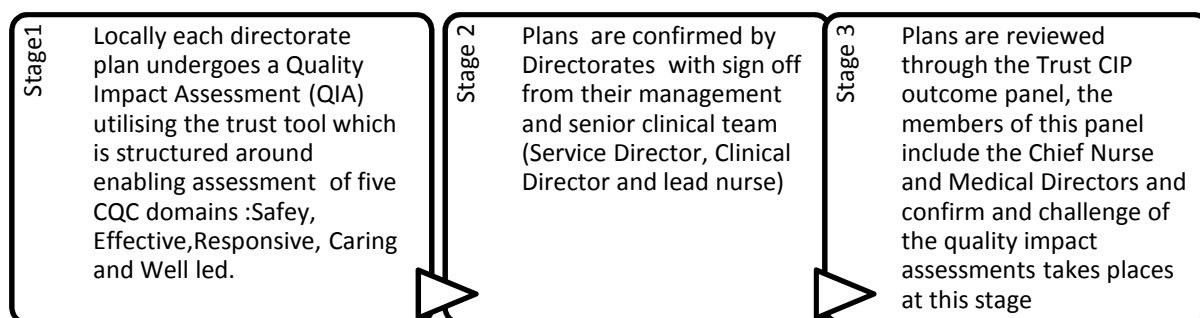 Stage1
Locally each directorate
plan undergoes a Quality
Impact Assessment (QIA)
utilising the trust tool which
is structured around
enabling assessment  of five
CQC domains :Safey,
Effective,Responsive, Caring
and Well led.
Stage 2
Plans  are confirmed by
Directorates  with sign off
from their management
and senior clinical team
(Service Director, Clinical
Director and lead nurse)
Stage 3
Plans are reviewed
through the Trust CIP
outcome panel, the
members of this panel
include the Chief Nurse
and Medical Directors and
confirm and challenge of
the quality impact
assessments takes places
at this stage